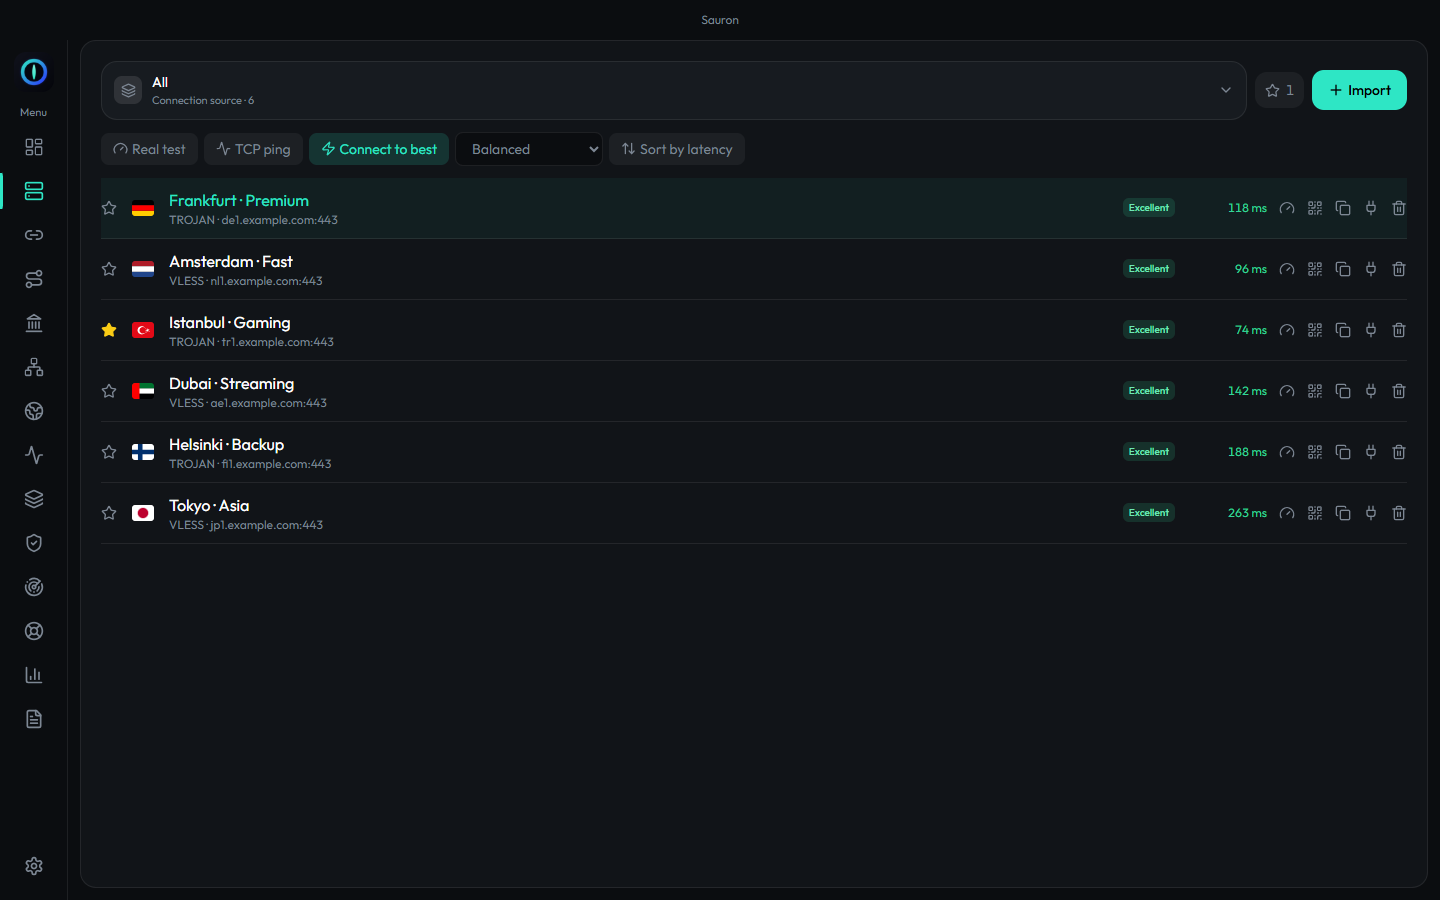 Sauron
Menu
All
Connection source · 6
1
Import
Real test
TCP ping
Connect to best
Balanced
Sort by latency
Frankfurt · Premium
TROJAN · de1.example.com:443
Excellent
118 ms
Amsterdam · Fast
VLESS · nl1.example.com:443
Excellent
96 ms
Istanbul · Gaming
TROJAN · tr1.example.com:443
Excellent
74 ms
Dubai · Streaming
VLESS · ae1.example.com:443
Excellent
142 ms
Helsinki · Backup
TROJAN · fi1.example.com:443
Excellent
188 ms
Tokyo · Asia
VLESS · jp1.example.com:443
Excellent
263 ms